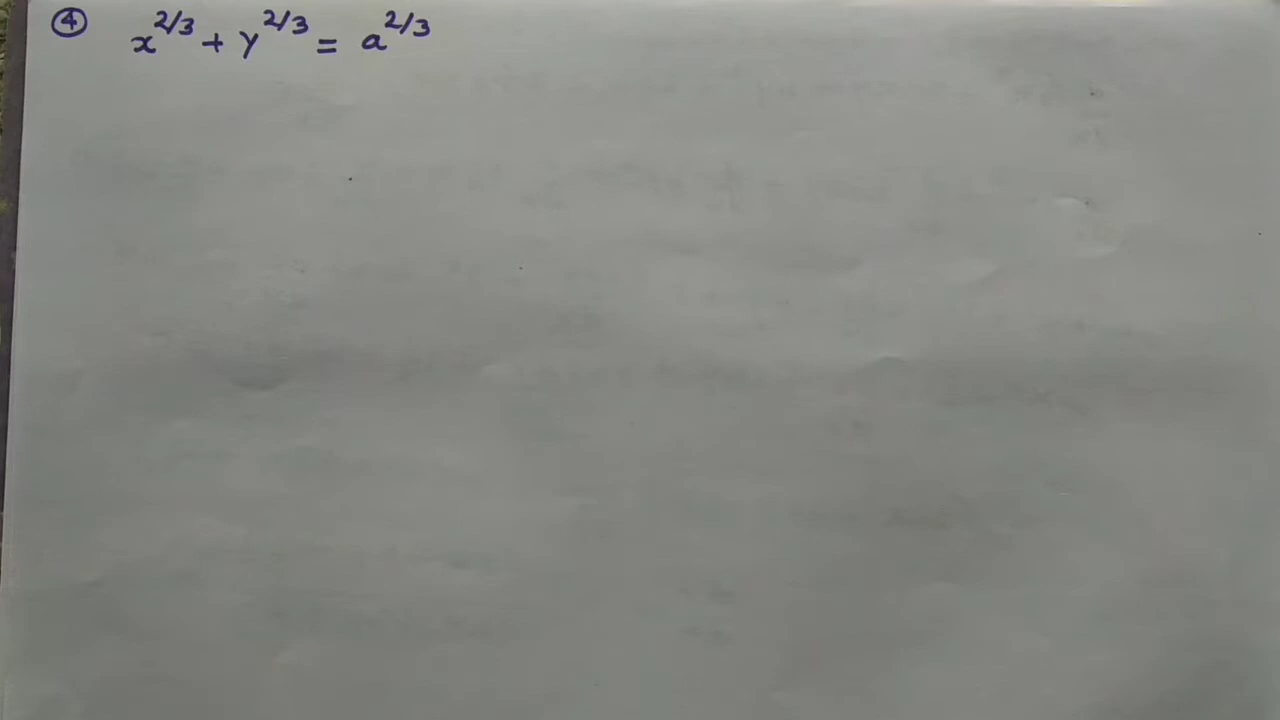 ④ x^{2/3} + y^{2/3} = a^{2/3}